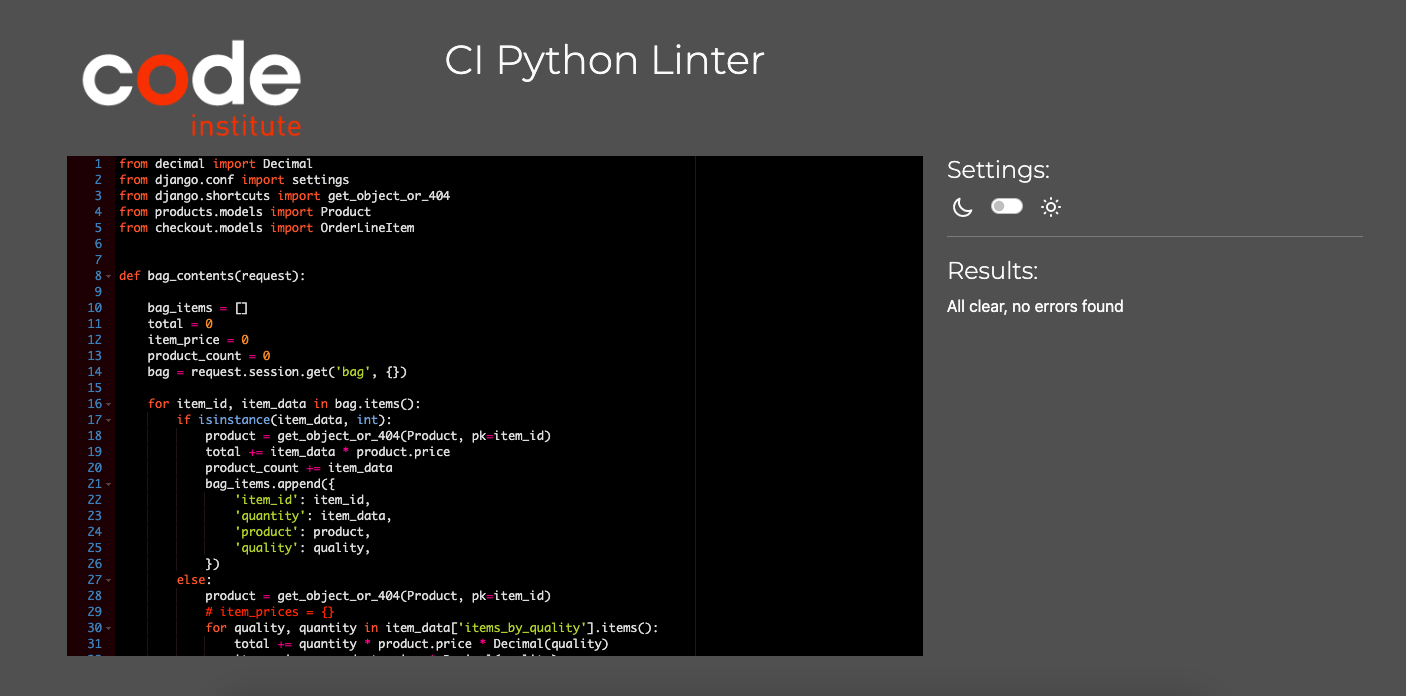 code
institute
CI Python Linter
1 from decimal import Decimal
2 from django.conf import settings
3 from django.shortcuts import get_object_or_404
4 from products.models import Product
5 from checkout.models import OrderLineItem
6
7
8 def bag_contents(request):
9
10     bag_items = []
11     total = 0
12     item_price = 0
13     product_count = 0
14     bag = request.session.get('bag', {})
15
16     for item_id, item_data in bag.items():
17         if isinstance(item_data, int):
18             product = get_object_or_404(Product, pk=item_id)
19             total += item_data * product.price
20             product_count += item_data
21             bag_items.append({
22                 'item_id': item_id,
23                 'quantity': item_data,
24                 'product': product,
25                 'quality': quality,
26             })
27         else:
28             product = get_object_or_404(Product, pk=item_id)
29             # item_prices = {}
30             for quality, quantity in item_data['items_by_quality'].items():
31                 total += quantity * product.price * Decimal(quality)
Settings:
Results:
All clear, no errors found